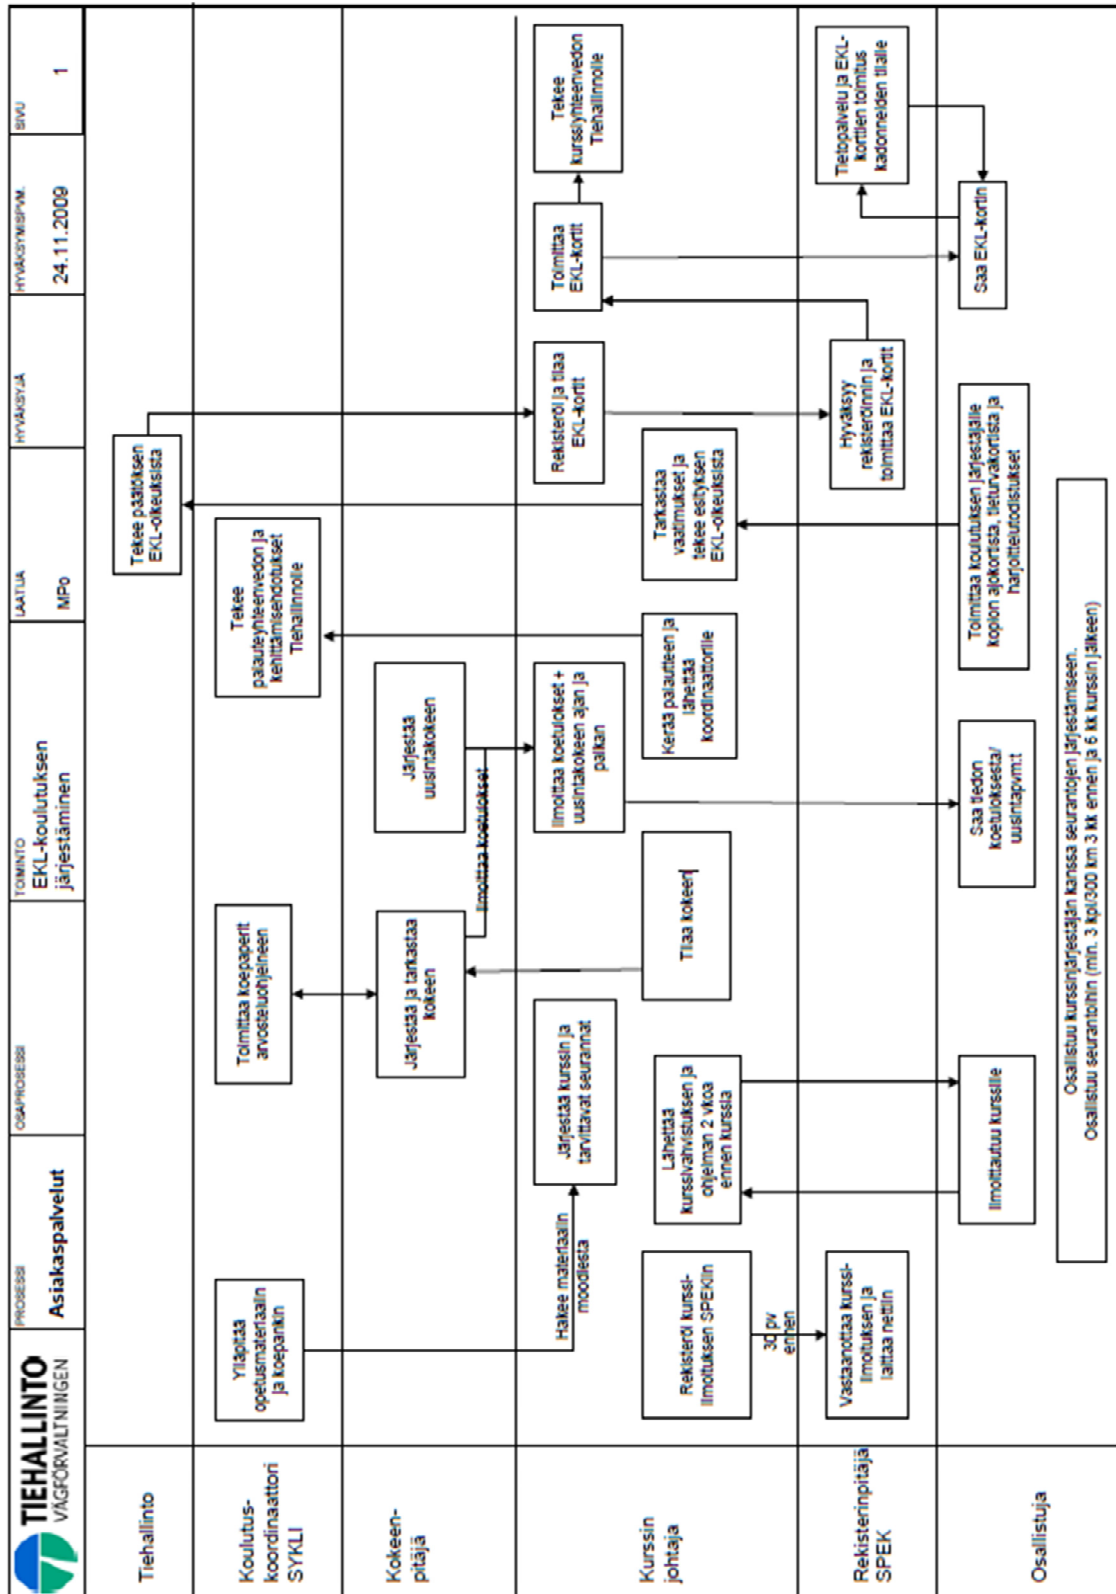 TIEHALLINTO
VÄGFÖRVALTNINGEN
PROSESSI
Asiakaspalvelut
OSAPROSESSI
TOIMINTO
EKL-koulutuksen
järjestäminen
LAATIJA
MPo
HYVÄKSYJÄ
HYVÄKSYMISPVM.
24.11.2009
SIVU
1
Tiehallinto
Tekee päätöksen
EKL-oikeuksista
Koulutus-
koordinaattori
SYKLI
Ylläpitää
opetusmateriaalin
ja koepankin
Toimittaa koepaperit
arvosteluohjeineen
Tekee
palauteyhteenvedon ja
kehittämisehdotukset
Tiehallinnolle
Kokeen-
pitäjä
Järjestää ja tarkastaa
kokeen
Ilmoittaa koetulokset
Järjestää
uusintakokeen
Kurssin
johtaja
Hakee materiaalin
moodlesta
Järjestää kurssin ja
tarvittavat seurannat
Ilmoittaa koetulokset +
uusintakokeen ajan ja
paikan
Rekisteröi ja tilaa
EKL-kortit
Toimittaa
EKL-kortit
Tekee
kurssiyhteenvedon
Tiehallinnolle
Rekisteröi kurssi-
ilmoituksen SPEKiin
Lähettää
kurssivahvistuksen ja
ohjelman 2 vkoa
ennen kurssia
Tilaa kokeen
Kerää palautteen ja
lähettää
koordinaattorille
Tarkastaa
vaatimukset ja
tekee esityksen
EKL-oikeuksista
30 pv
ennen
Rekisterinpitäjä
SPEK
Vastaanottaa kurssi-
ilmoituksen ja
laittaa nettiin
Hyväksyy
rekisteröinnin ja
toimittaa EKL-kortit
Tietopalvelu ja EKL-
korttien toimitus
kadonneiden tilalle
Osallistuja
Ilmoittautuu kurssille
Saa tiedon
koetuloksesta/
uusintapvm:t
Toimittaa koulutuksen järjestäjälle
kopion ajokortista, tieturvakortista ja
harjoittelutodistukset
Saa EKL-kortin
Osallistuu kurssinjärjestäjän kanssa seurantojen järjestämiseen.
Osallistuu seurantoihin (min. 3 kpl/300 km 3 kk ennen ja 6 kk kurssin jälkeen)